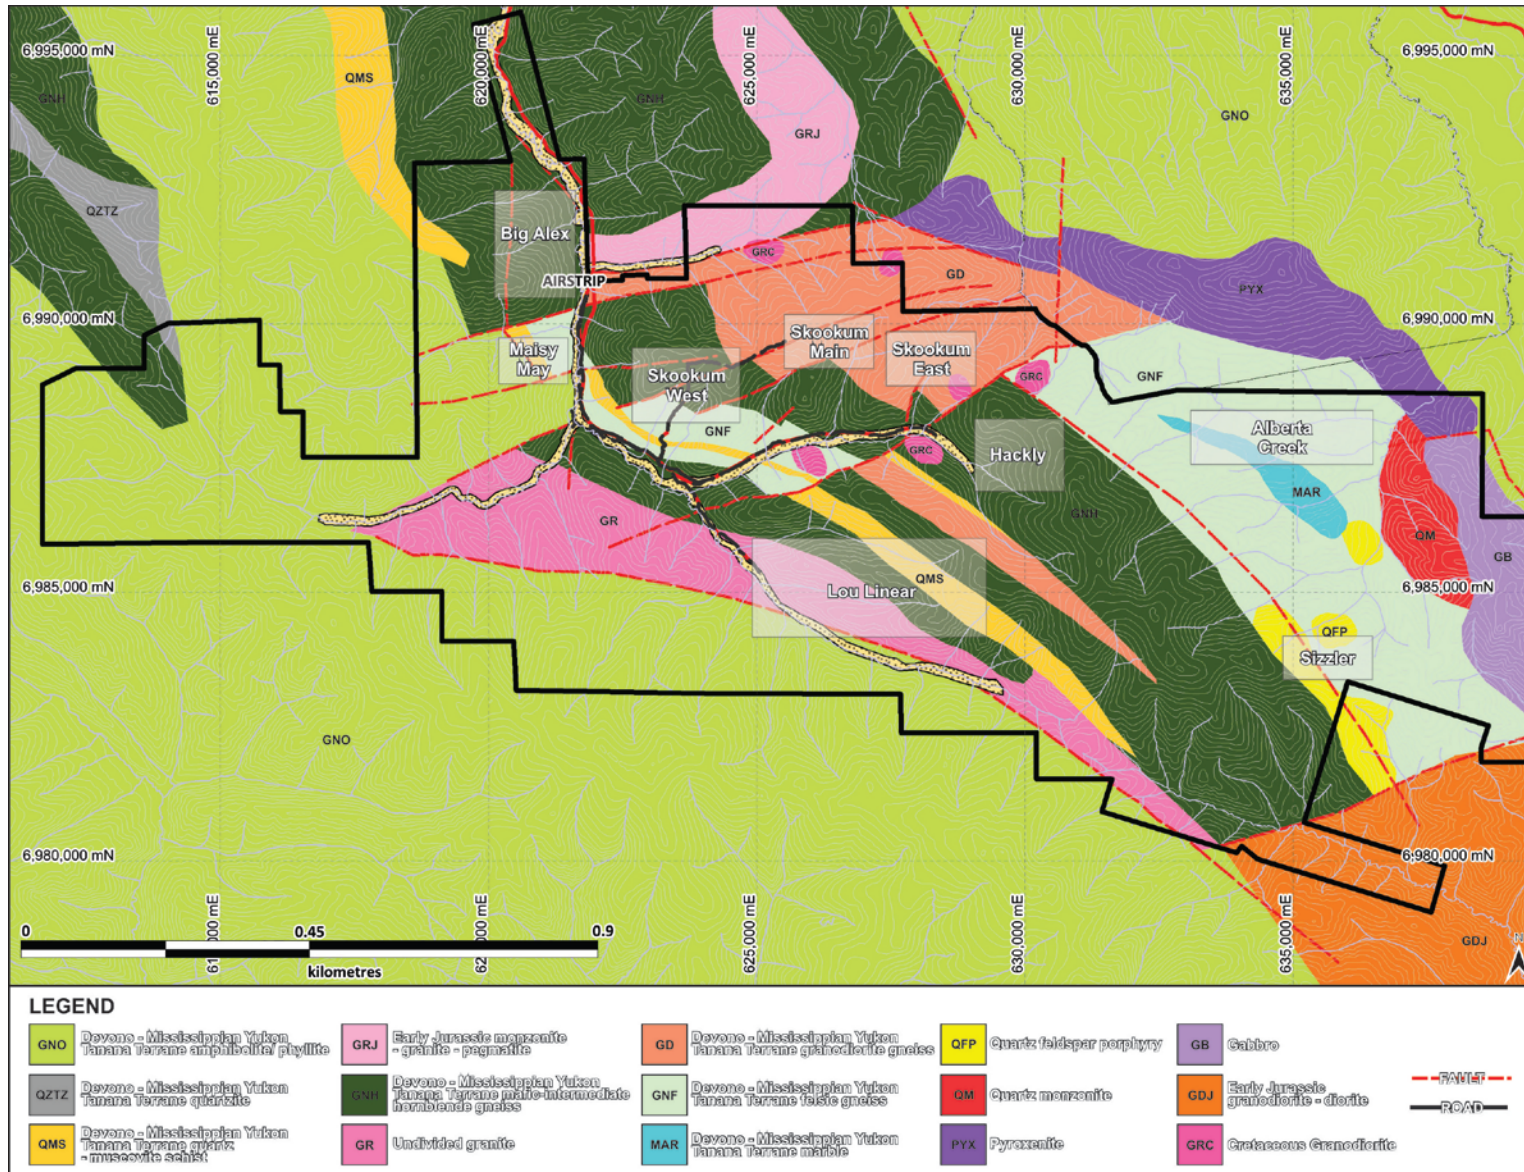 6,995,000 mN
615,000 mE
620,000 mE
625,000 mE
630,000 mE
635,000 mE
6,995,000 mN
GNH
QMS
GNH
GRJ
GNO
QZTZ
Big Alex
GRC
AIRSTRIP
GD
PYX
6,990,000 mN
6,990,000 mN
Maisy
May
Skookum
West
Skookum
Main
Skookum
East
GRC
GNF
GNF
GRC
Hackly
Alberta
Creek
MAR
GNH
GR
QM
GB
6,985,000 mN
6,985,000 mN
QMS
Lou Linear
QFP
Sizzler
GNO
6,980,000 mN
6,980,000 mN
mE
mE
625,000 mE
630,000 mE
635,000 mE
GDJ
N
0
0.45
0.9
kilometres
LEGEND
GNO Devono - Mississippian Yukon
Tanana Terrane amphibolite/ phyllite
QZTZ Devono - Mississippian Yukon
Tanana Terrane quartzite
QMS Devono - Mississippian Yukon
Tanana Terrane quartz
- muscovite schist
GRJ Early Jurassic monzonite
- granite - pegmatite
GNH Devono - Mississippian Yukon
Tanana Terrane mafic-intermediate
hornblende gneiss
GR Undivided granite
GD Devono - Mississippian Yukon
Tanana Terrane granodiorite gneiss
GNF Devono - Mississippian Yukon
Tanana Terrane felsic gneiss
MAR Devono - Mississippian Yukon
Tanana Terrane marble
QFP Quartz feldspar porphyry
QM Quartz monzonite
PYX Pyroxenite
GB Gabbro
GDJ Early Jurassic
granodiorite - diorite
GRC Cretaceous Granodiorite
FAULT
ROAD